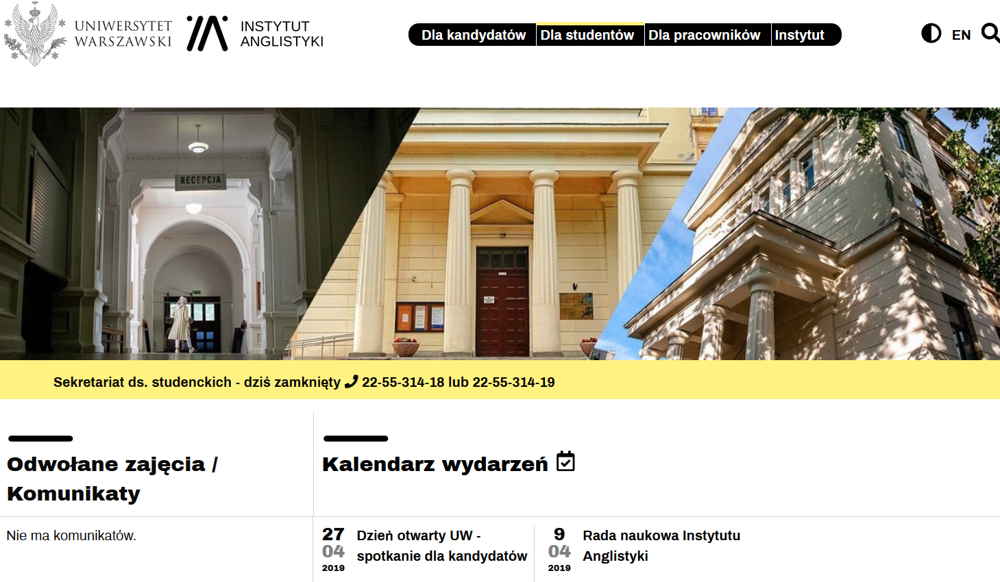 UNIWERSYTET
WARSZAWSKI
INSTYTUT
ANGLISTYKI
Dla kandydatów
Dla studentów
Dla pracowników
Instytut
EN
RECEPCJA
Sekretariat ds. studenckich - dziś zamknięty 22-55-314-18 lub 22-55-314-19
Odwołane zajęcia /
Komunikaty
Nie ma komunikatów.
Kalendarz wydarzeń
27
04
2019
Dzień otwarty UW -
spotkanie dla kandydatów
9
04
2019
Rada naukowa Instytutu
Anglistyki